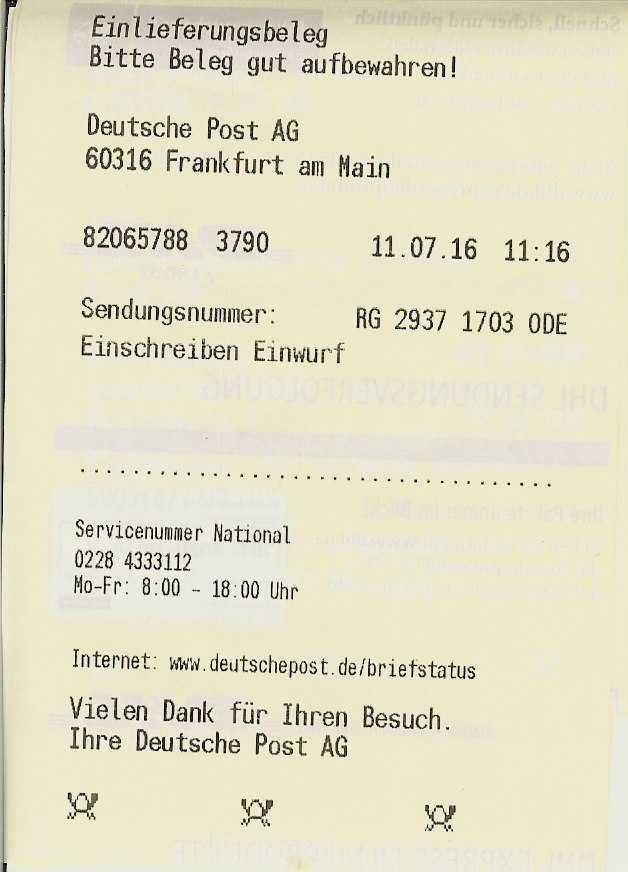 Einlieferungsbeleg
Bitte Beleg gut aufbewahren!
Deutsche Post AG
60316 Frankfurt am Main
82065788 3790 11.07.16 11:16
Sendungsnummer: RG 2937 1703 0DE
Einschreiben Einwurf
....................................
Servicenummer National
0228 4333112
Mo-Fr: 8:00 - 18:00 Uhr
Internet: www.deutschepost.de/briefstatus
Vielen Dank für Ihren Besuch.
Ihre Deutsche Post AG